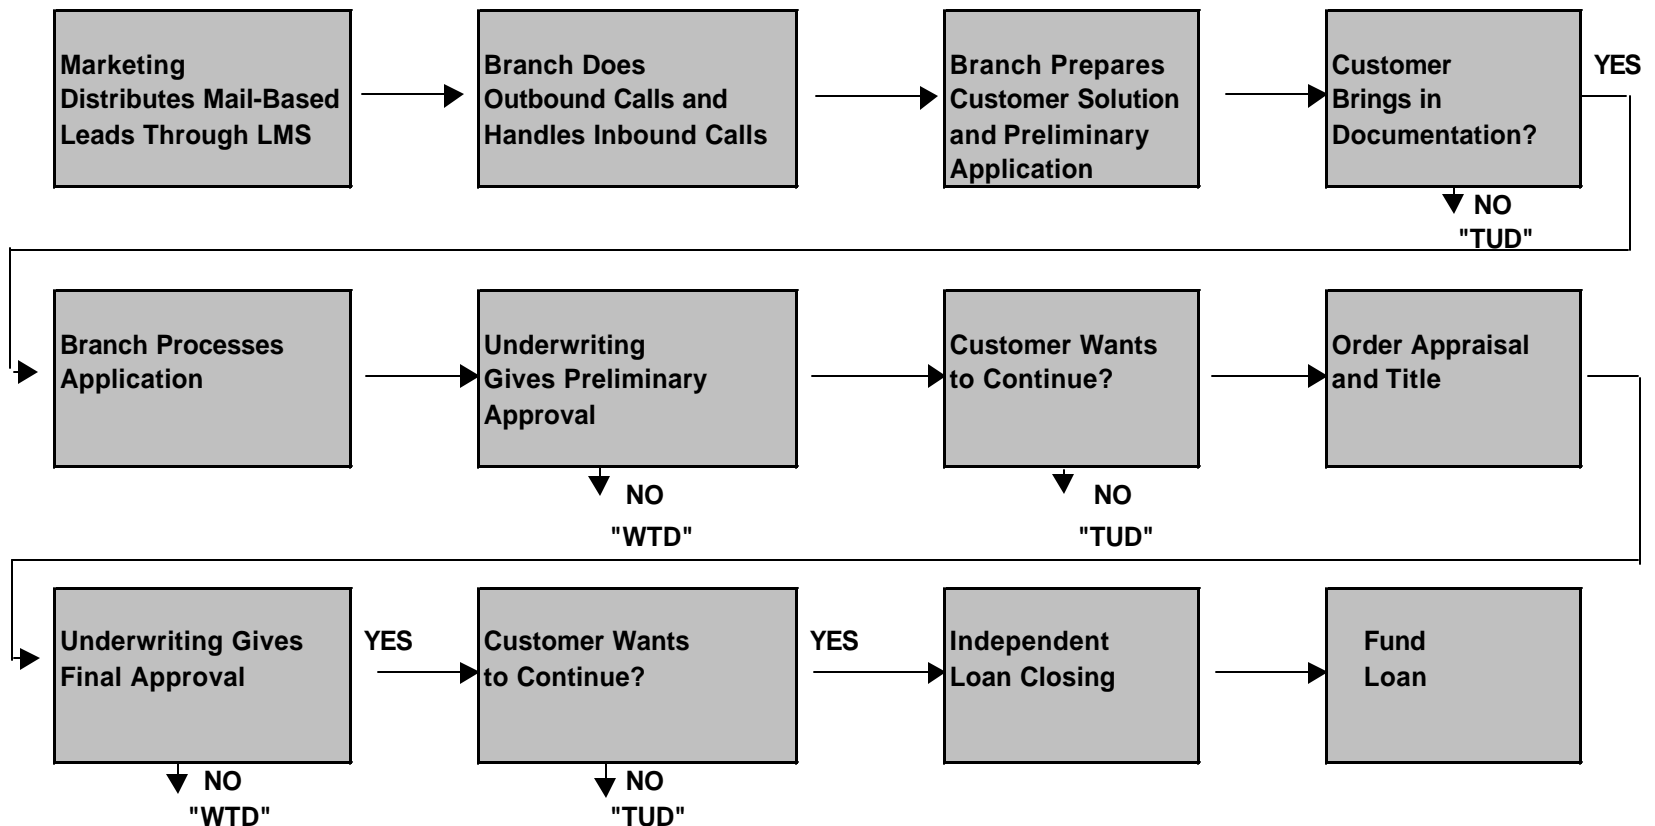 Marketing
Distributes Mail-Based
Leads Through LMS
Branch Does
Outbound Calls and
Handles Inbound Calls
Branch Prepares
Customer Solution
and Preliminary
Application
Customer
Brings in
Documentation?
YES
NO
"TUD"
Branch Processes
Application
Underwriting
Gives Preliminary
Approval
NO
"WTD"
Customer Wants
to Continue?
NO
"TUD"
Order Appraisal
and Title
Underwriting Gives
Final Approval
YES
NO
"WTD"
Customer Wants
to Continue?
YES
NO
"TUD"
Independent
Loan Closing
Fund
Loan